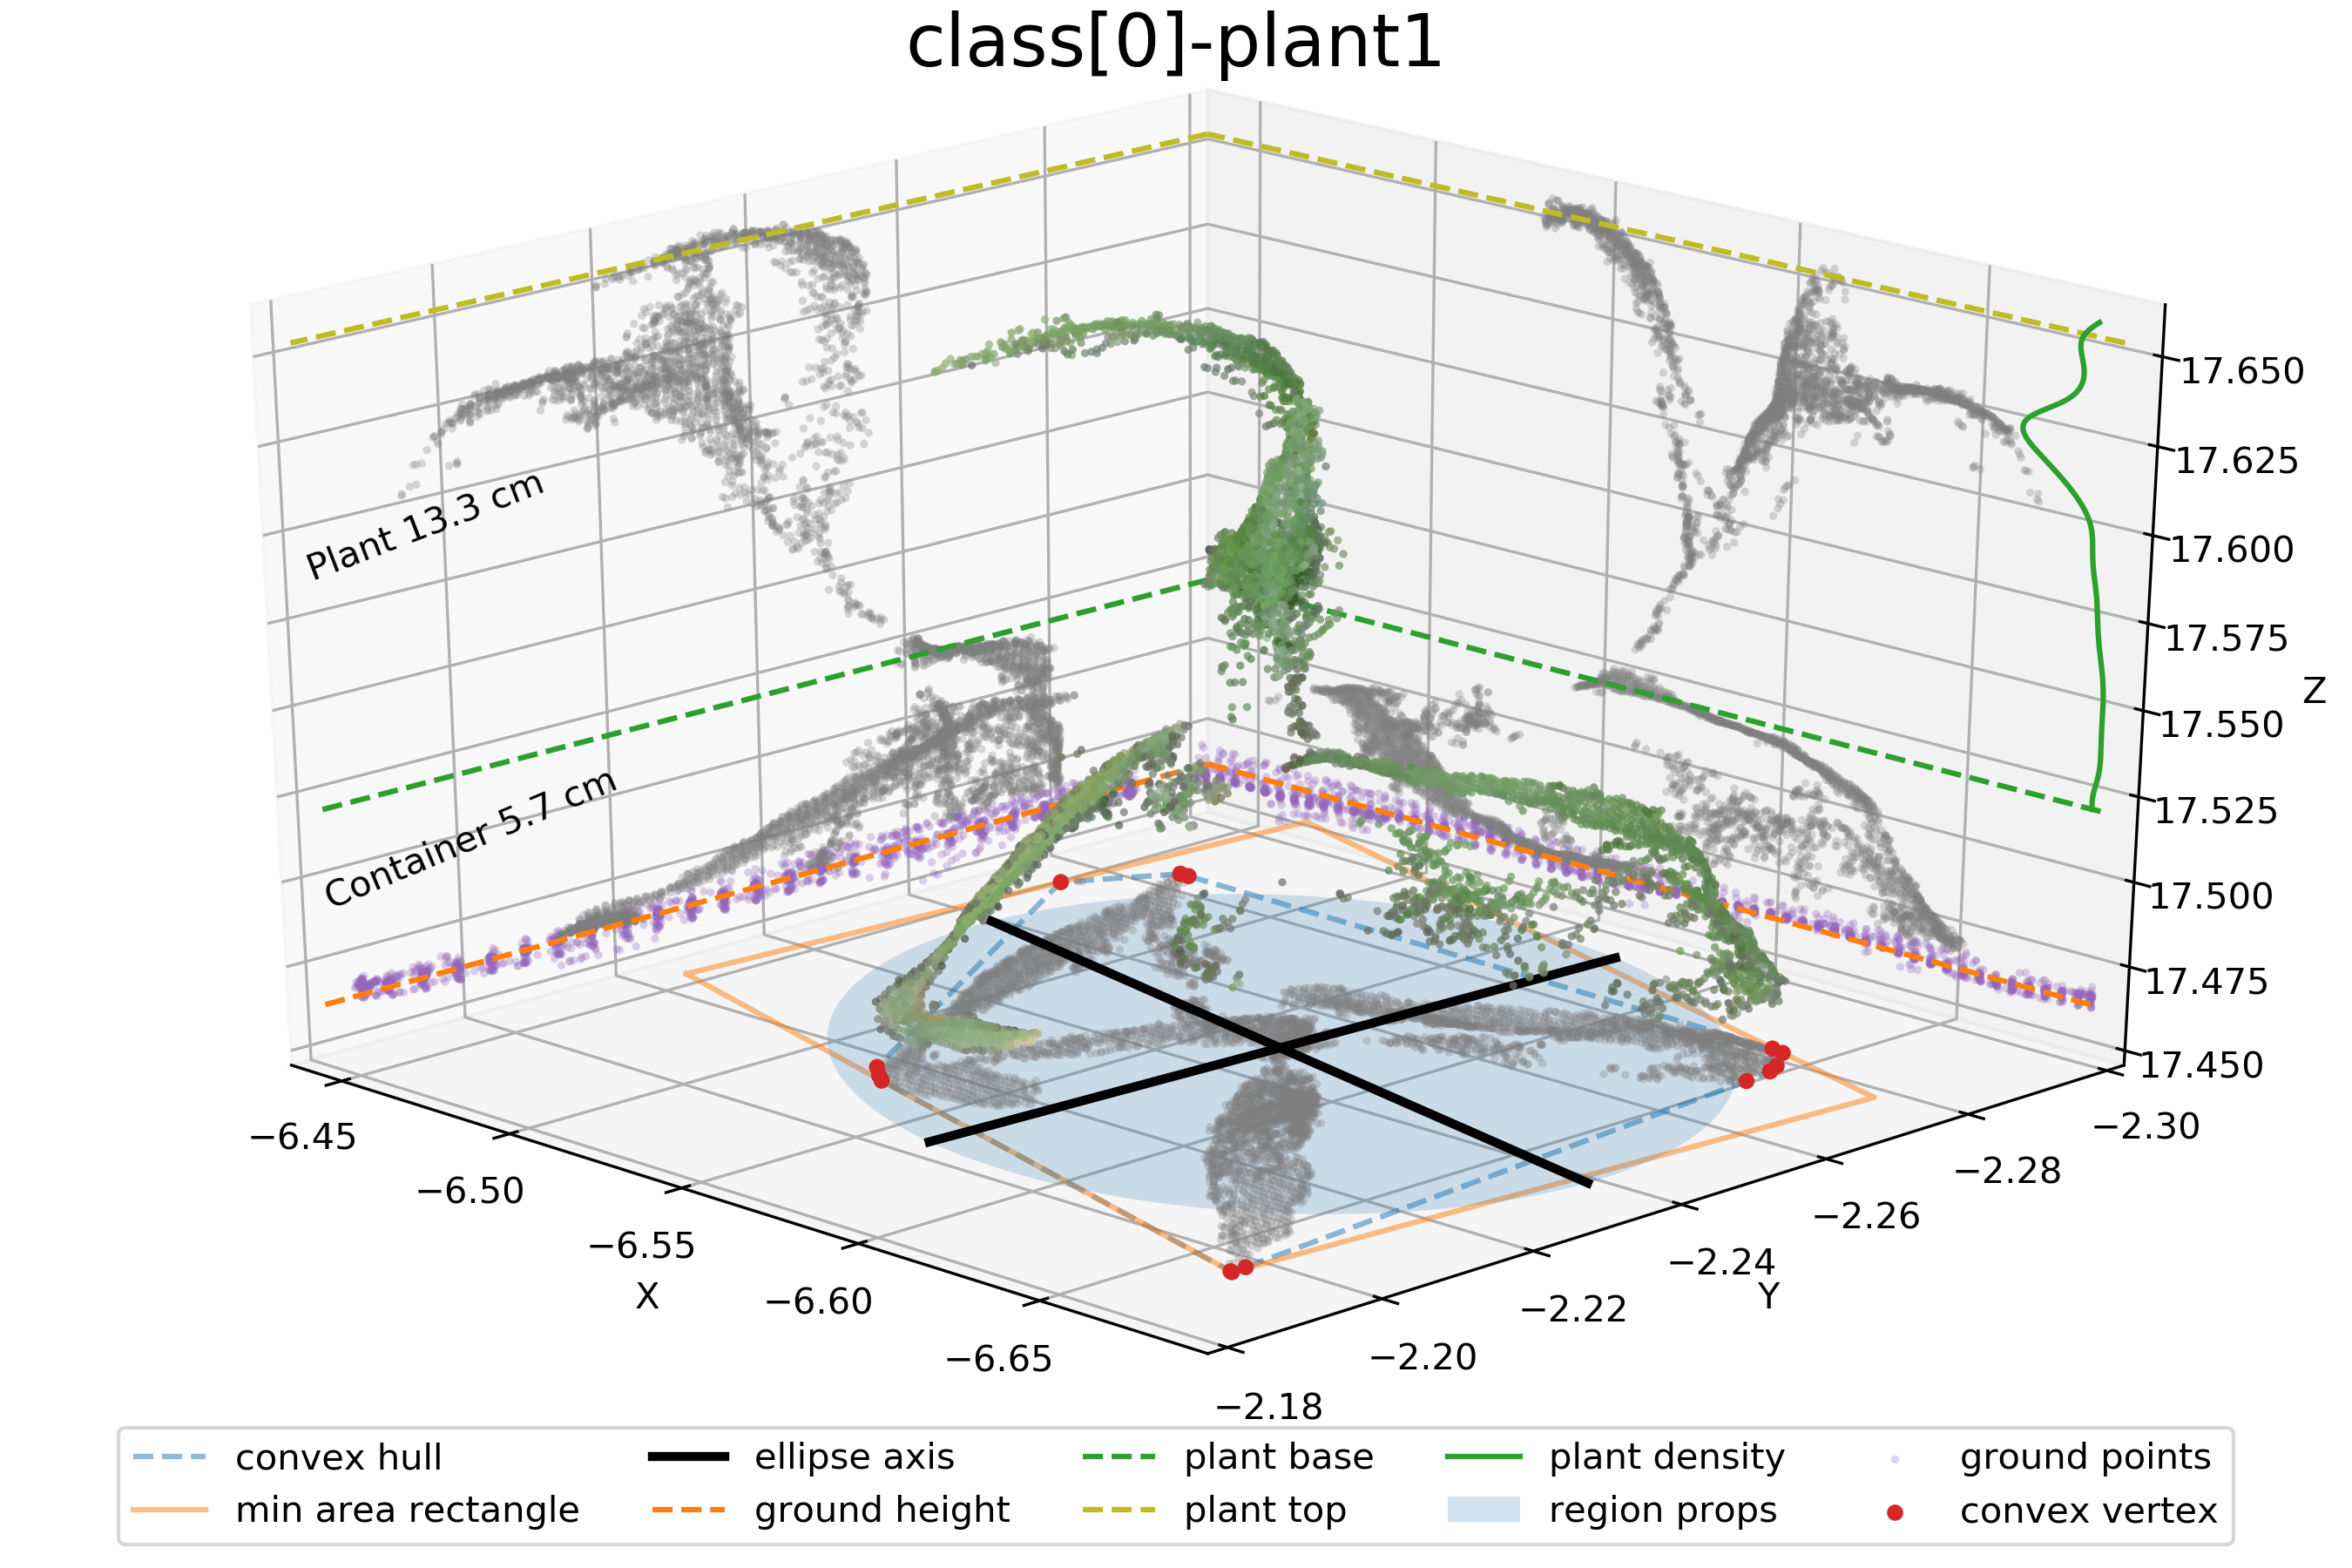 class[0]-plant1
Plant 13.3 cm
Container 5.7 cm
17.650
17.625
17.600
17.575
17.550
17.525
17.500
17.475
17.450
Z
−6.45
−6.50
−6.55
−6.60
−6.65
X
−2.30
−2.28
−2.26
−2.24
−2.22
−2.20
−2.18
Y
convex hull
min area rectangle
ellipse axis
ground height
plant base
plant top
plant density
region props
ground points
convex vertex